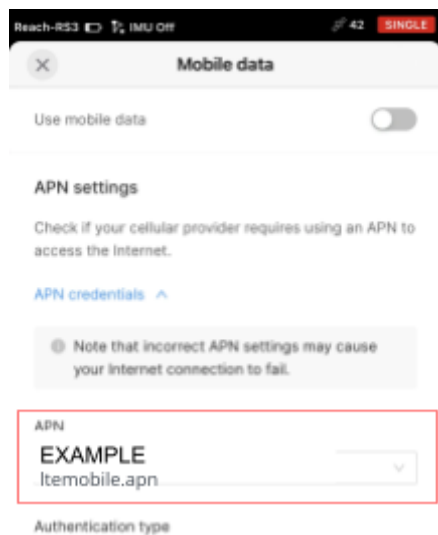 Reach-RS3 IMU Off 42 SINGLE
Mobile data
Use mobile data
APN settings
Check if your cellular provider requires using an APN to
access the Internet.
APN credentials
Note that incorrect APN settings may cause
your Internet connection to fail.
APN
EXAMPLE
ltemobile.apn
Authentication type